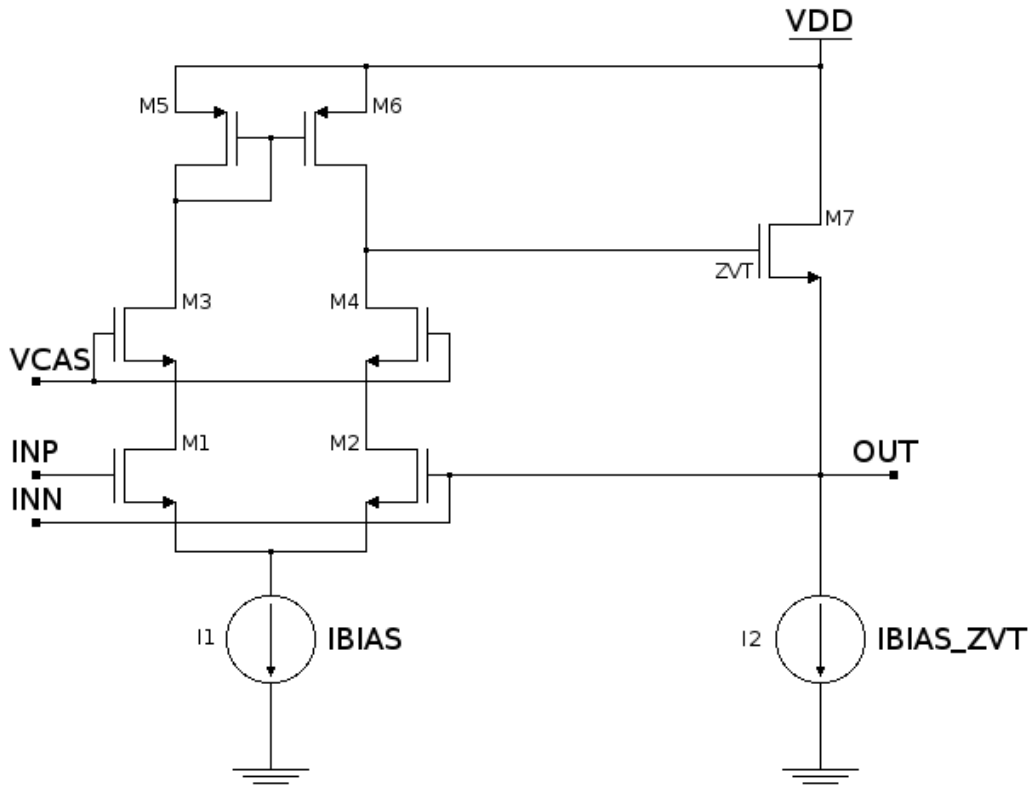 VDD
M5
M6
M7
ZVT
M3
M4
VCAS
M1
M2
INP
OUT
INN
I1
IBIAS
I2
IBIAS_ZVT